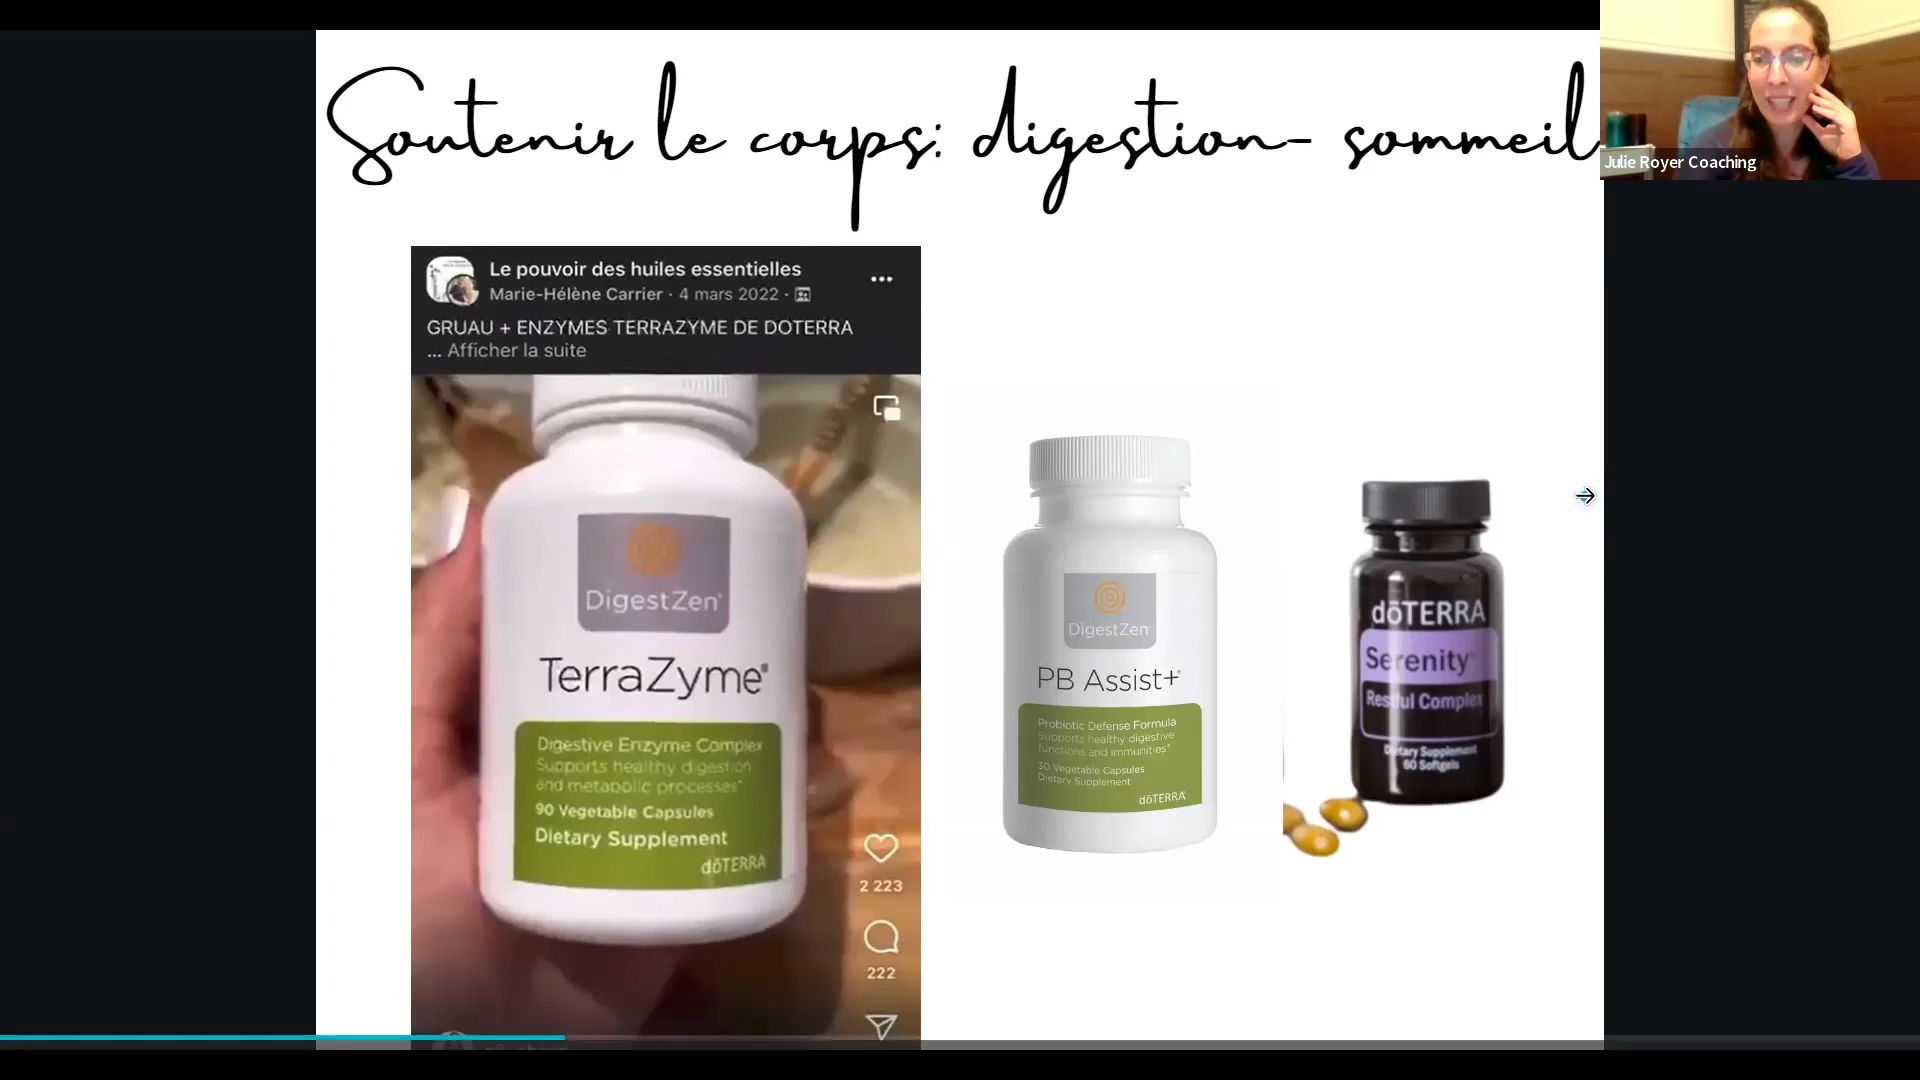 Soutenir le corps: digestion- sommeil
Julie Royer Coaching
Le pouvoir des huiles essentielles
Marie-Hélène Carrier · 4 mars 2022 ·
GRUAU + ENZYMES TERRAZYME DE DOTERRA
... Afficher la suite
DigestZen®
TerraZyme®
Digestive Enzyme Complex
Supports healthy digestion
and metabolic processes*
90 Vegetable Capsules
Dietary Supplement
dōTERRA
2 223
222
DigestZen®
PB Assist+®
Probiotic Defense Formula
Supports healthy digestive
functions and immunities*
30 Vegetable Capsules
Dietary Supplement
dōTERRA
dōTERRA
Serenity®
Restful Complex
Dietary Supplement
60 Softgels